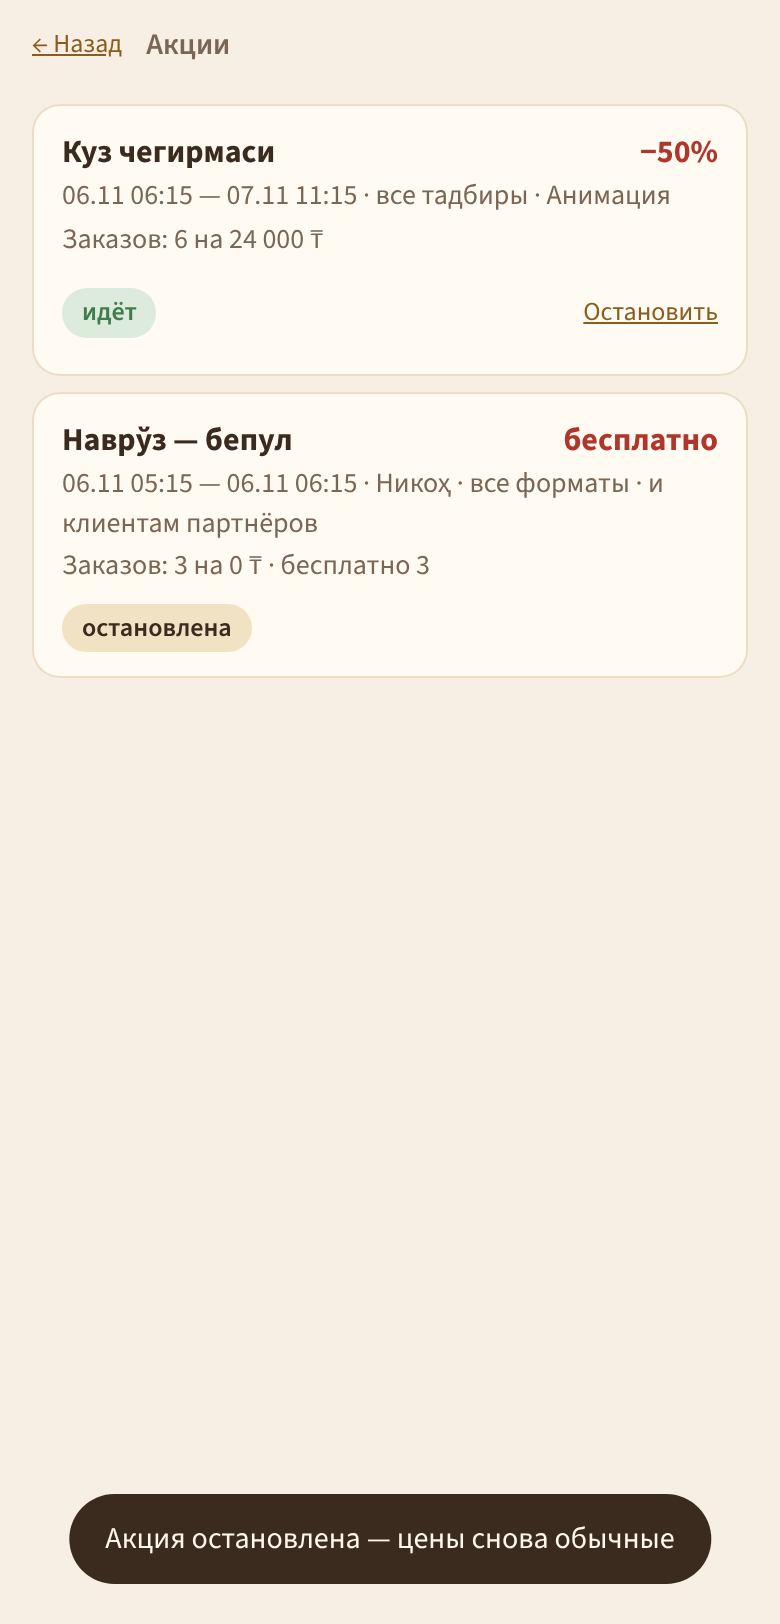 ← Назад Акции
Куз чегирмаси −50%
06.11 06:15 — 07.11 11:15 · все тадбиры · Анимация
Заказов: 6 на 24 000 ₸
идёт Остановить
Наврўз — бепул бесплатно
06.11 05:15 — 06.11 06:15 · Никоҳ · все форматы · и
клиентам партнёров
Заказов: 3 на 0 ₸ · бесплатно 3
остановлена
Акция остановлена — цены снова обычные